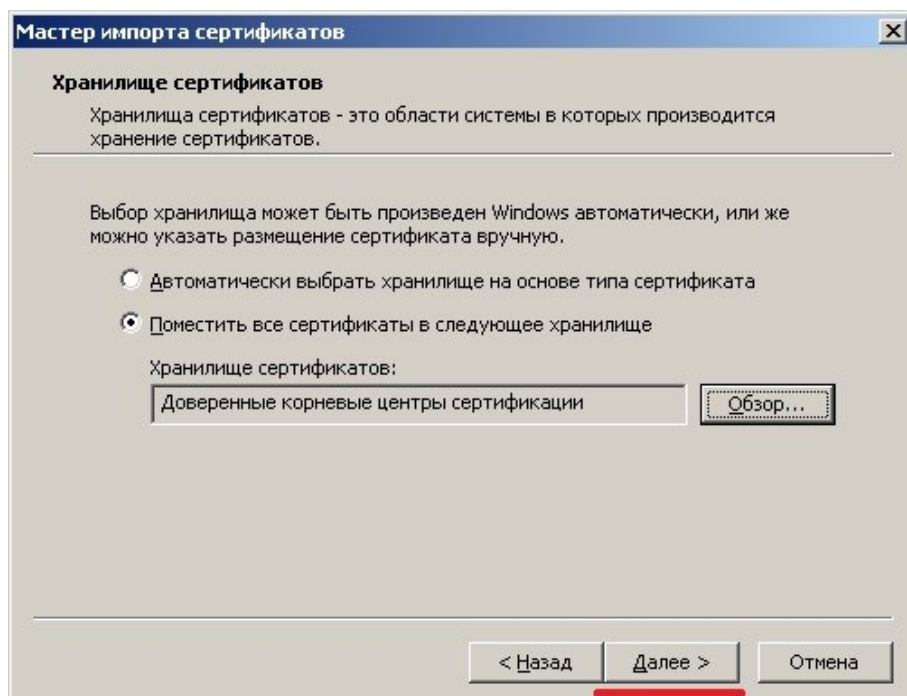 Мастер импорта сертификатов
Хранилище сертификатов
Хранилища сертификатов - это области системы в которых производится
хранение сертификатов.
Выбор хранилища может быть произведен Windows автоматически, или же
можно указать размещение сертификата вручную.
Автоматически выбрать хранилище на основе типа сертификата
Поместить все сертификаты в следующее хранилище
Хранилище сертификатов:
Доверенные корневые центры сертификации
Обзор...
< Назад
Далее >
Отмена